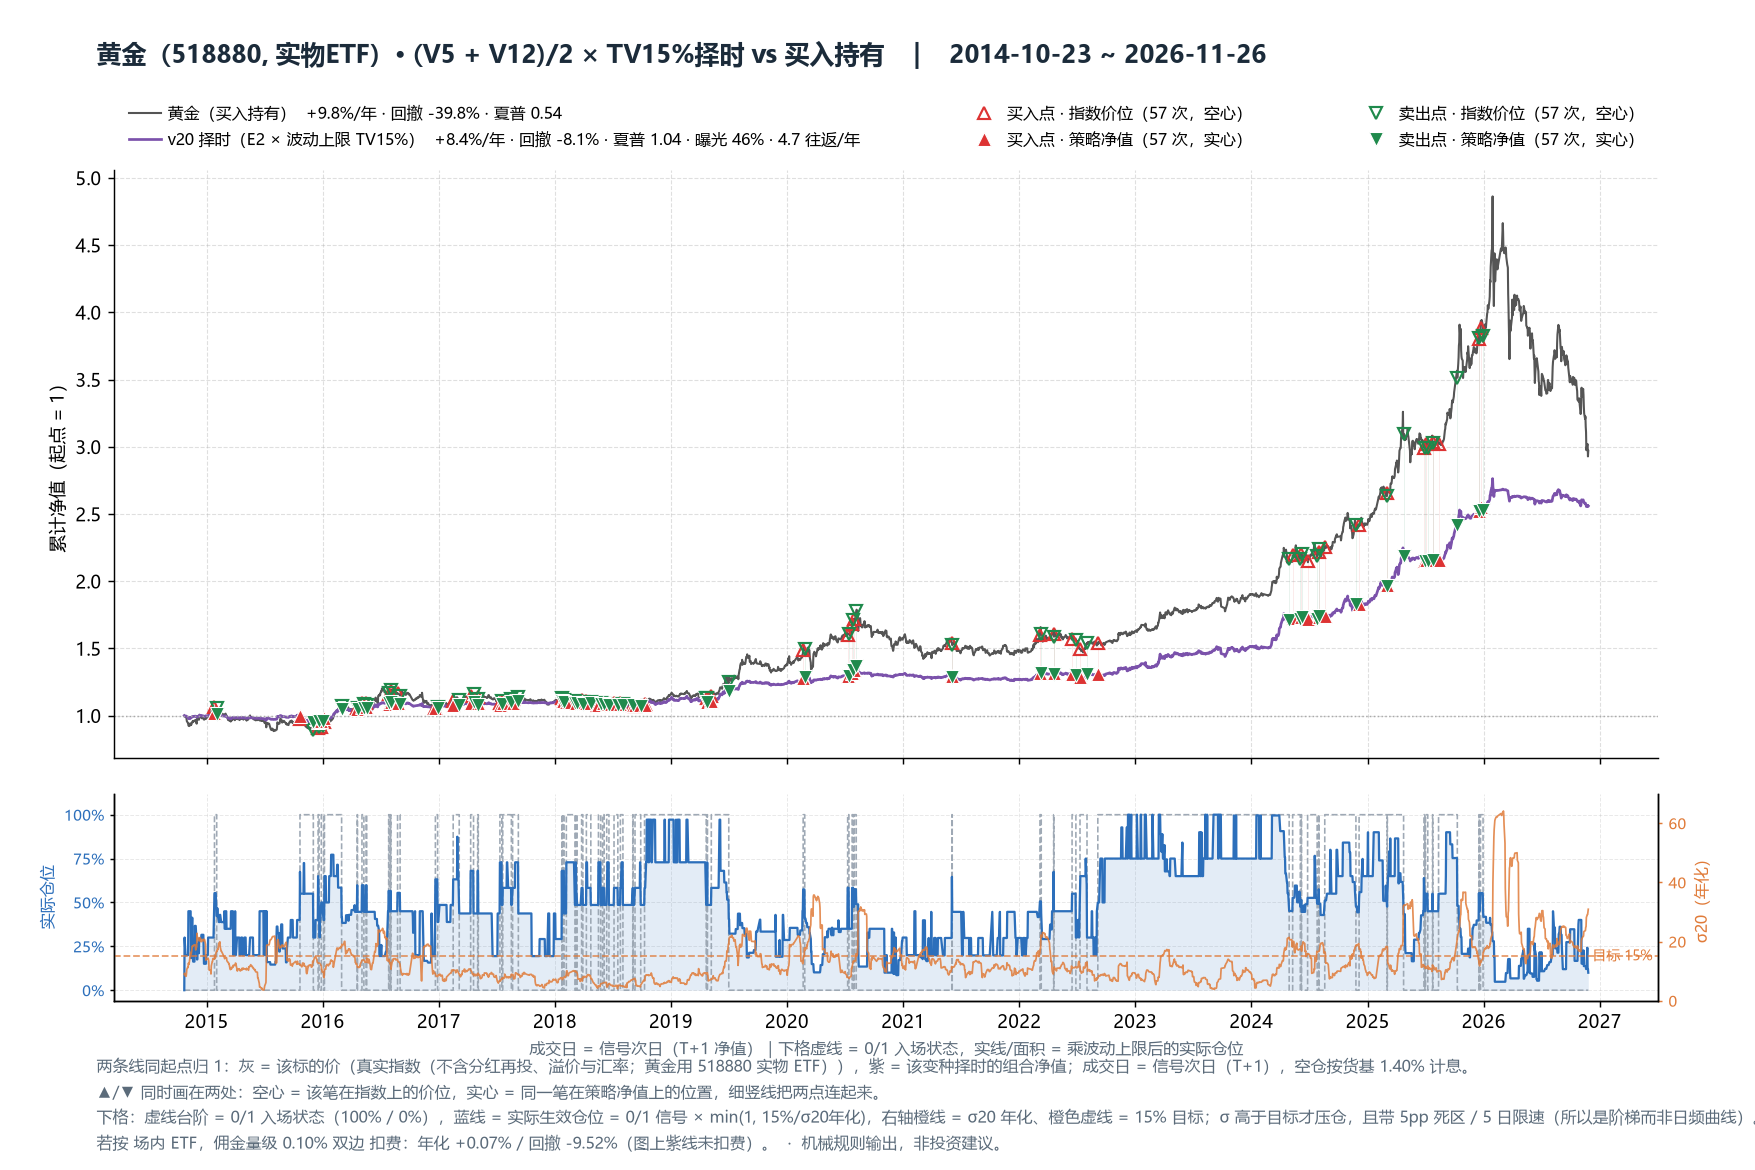 黄金（518880, 实物ETF）• (V5 + V12)/2 × TV15%择时 vs 买入持有 | 2014-10-23 ~ 2026-11-26
黄金（买入持有） +9.8%/年 · 回撤 -39.8% · 夏普 0.54
v20 择时（E2 × 波动上限 TV15%） +8.4%/年 · 回撤 -8.1% · 夏普 1.04 · 曝光 46% · 4.7 往返/年
买入点 · 指数价位（57 次，空心）
买入点 · 策略净值（57 次，实心）
卖出点 · 指数价位（57 次，空心）
卖出点 · 策略净值（57 次，实心）
累计净值（起点 = 1）
5.0
4.5
4.0
3.5
3.0
2.5
2.0
1.5
1.0
实际仓位
100%
75%
50%
25%
0%
σ20（年化）
60
40
20
0
目标 15%
2015 2016 2017 2018 2019 2020 2021 2022 2023 2024 2025 2026 2027
成交日 = 信号次日（T+1 净值）｜下格虚线 = 0/1 入场状态，实线/面积 = 乘波动上限后的实际仓位
两条线同起点归 1：灰 = 该标的价（真实指数（不含分红再投、溢价与汇率；黄金用 518880 实物 ETF）），紫 = 该变种择时的组合净值；成交日 = 信号次日（T+1），空仓按货基 1.40% 计息。
▲/▼ 同时画在两处：空心 = 该笔在指数上的价位，实心 = 同一笔在策略净值上的位置，细竖线把两点连起来。
下格：虚线台阶 = 0/1 入场状态（100% / 0%），蓝线 = 实际生效仓位 = 0/1 信号 × min(1, 15%/σ20年化)，右轴橙线 = σ20 年化、橙色虚线 = 15% 目标；σ 高于目标才压仓，且带 5pp 死区 / 5 日限速（所以是阶梯而非日频曲线）。
若按 场内 ETF，佣金量级 0.10% 双边 扣费：年化 +0.07% / 回撤 -9.52%（图上紫线未扣费）。 · 机械规则输出，非投资建议。